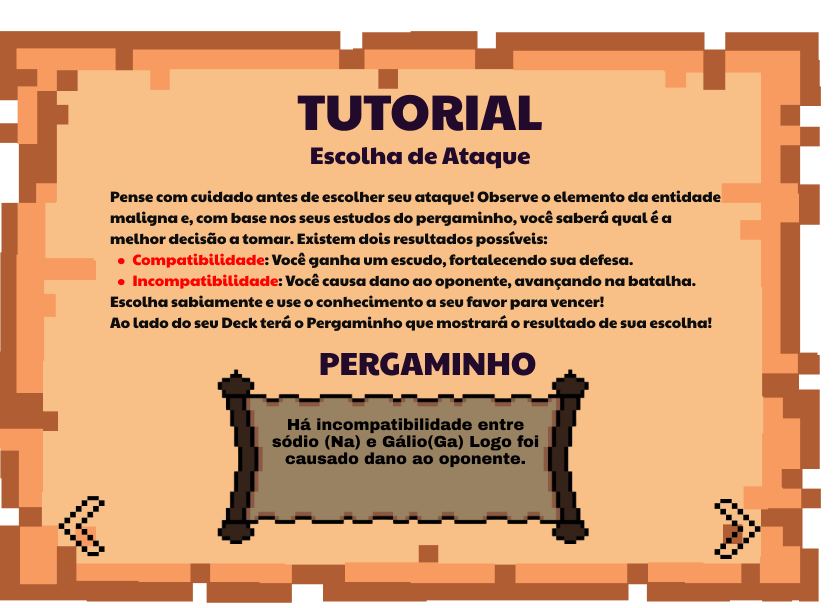 TUTORIAL
Escolha de Ataque
Pense com cuidado antes de escolher seu ataque! Observe o elemento da entidade
maligna e, com base nos seus estudos do pergaminho, você saberá qual é a
melhor decisão a tomar. Existem dois resultados possíveis:
• Compatibilidade: Você ganha um escudo, fortalecendo sua defesa.
• Incompatibilidade: Você causa dano ao oponente, avançando na batalha.
Escolha sabiamente e use o conhecimento a seu favor para vencer!
Ao lado do seu Deck terá o Pergaminho que mostrará o resultado de sua escolha!
PERGAMINHO
Há incompatibilidade entre
sódio (Na) e Gálio(Ga) Logo foi
causado dano ao oponente.